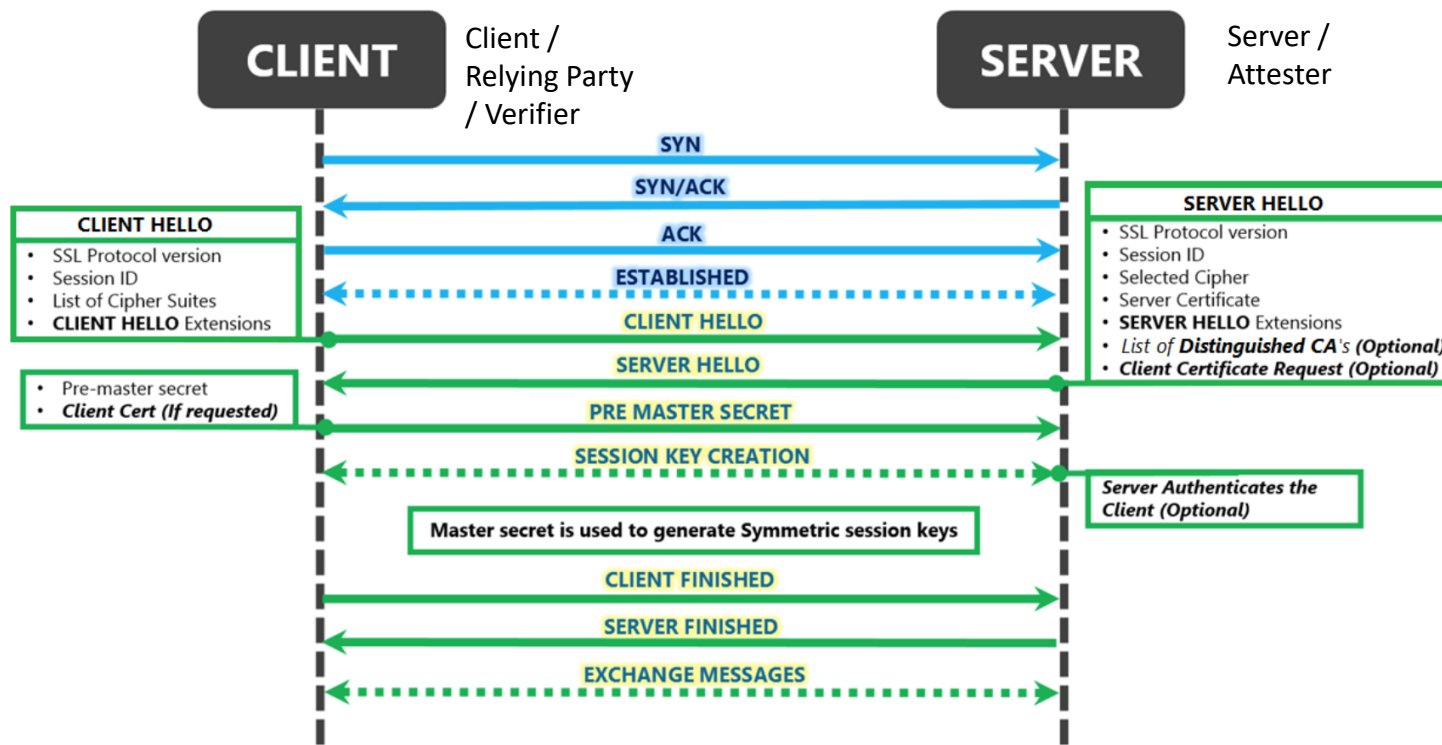 CLIENT
Client /
Relying Party
/ Verifier
SERVER
Server /
Attester
SYN
SYN/ACK
ACK
ESTABLISHED
CLIENT HELLO
• SSL Protocol version
• Session ID
• List of Cipher Suites
• CLIENT HELLO Extensions
SERVER HELLO
• SSL Protocol version
• Session ID
• Selected Cipher
• Server Certificate
• SERVER HELLO Extensions
• List of Distinguished CA's (Optional)
• Client Certificate Request (Optional)
CLIENT HELLO
SERVER HELLO
• Pre-master secret
• Client Cert (If requested)
PRE MASTER SECRET
SESSION KEY CREATION
Server Authenticates the
Client (Optional)
Master secret is used to generate Symmetric session keys
CLIENT FINISHED
SERVER FINISHED
EXCHANGE MESSAGES